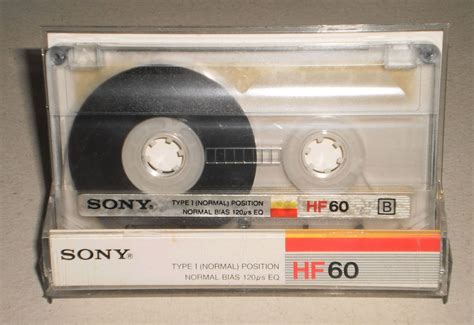 SONY® TYPE I (NORMAL) POSITION HF60 B
NORMAL BIAS 120µs EQ
SONY® TYPE I (NORMAL) POSITION HF60
NORMAL BIAS 120µs EQ